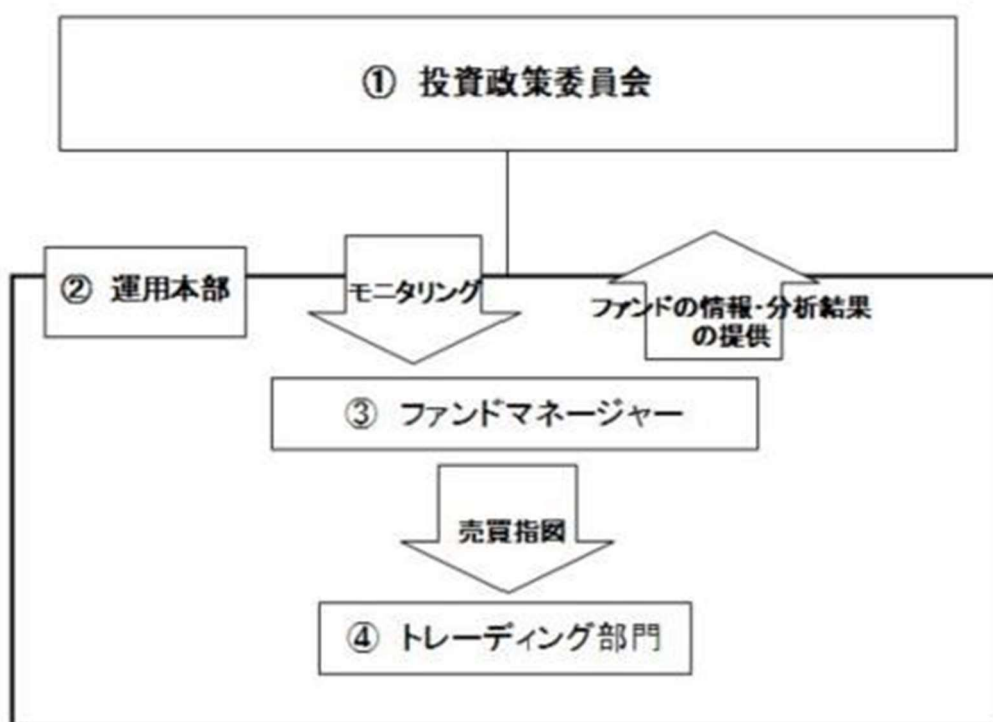 ① 投資政策委員会
② 運用本部
モニタリング
ファンドの情報・分析結果
の提供
③ ファンドマネージャー
売買指図
④ トレーディング部門